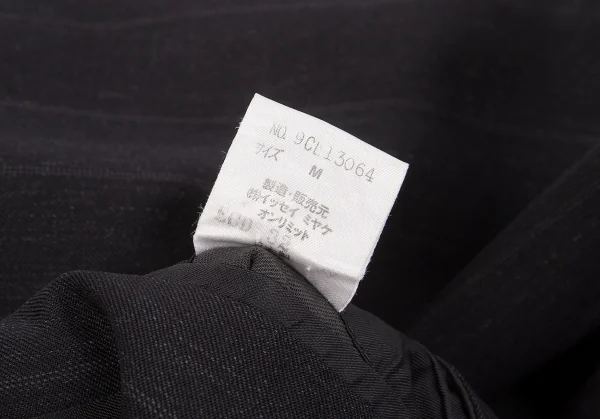 NO. 9CL13064
サイズ
M
製造・販売元
㈱イッセイ ミヤケ
オンリミット